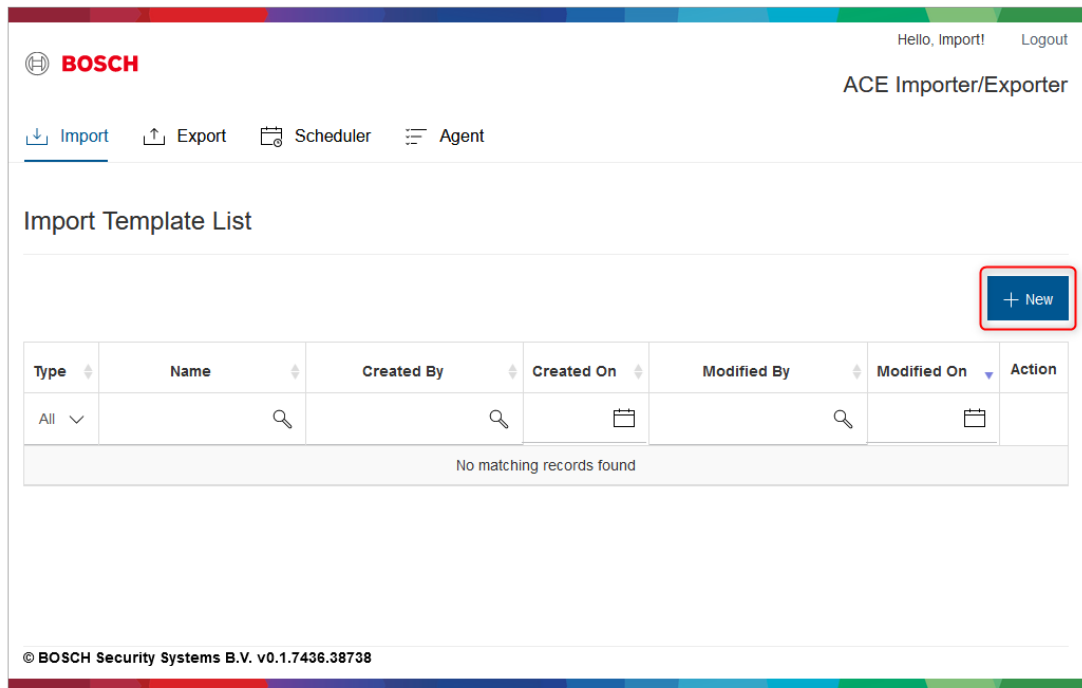 Hello, Import! Logout
BOSCH
ACE Importer/Exporter
Import Export Scheduler Agent
Import Template List
New
Type Name Created By Created On Modified By Modified On Action
All
No matching records found
© BOSCH Security Systems B.V. v0.1.7436.38738